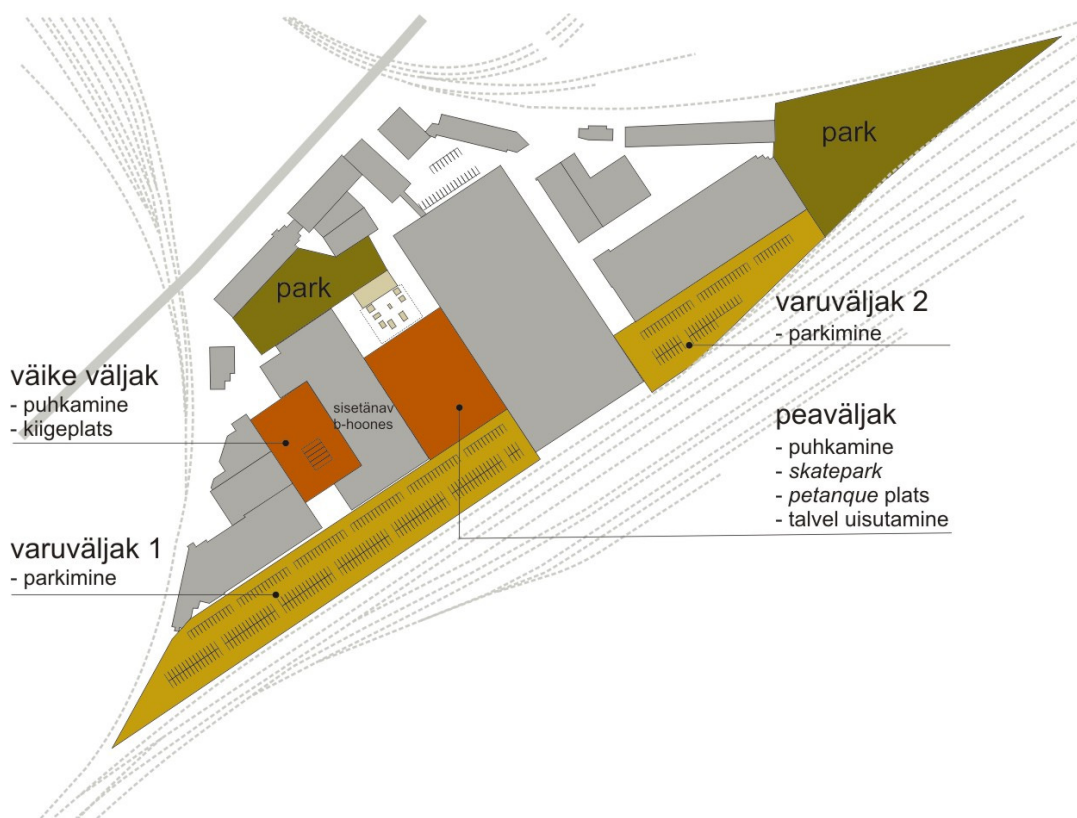 park
park
väike väljak
- puhkamine
- kiigeplats
sisetänav
b-hoones
varuväljak 2
- parkimine
peaväljak
- puhkamine
- skatepark
- petanque plats
- talvel uisutamine
varuväljak 1
- parkimine